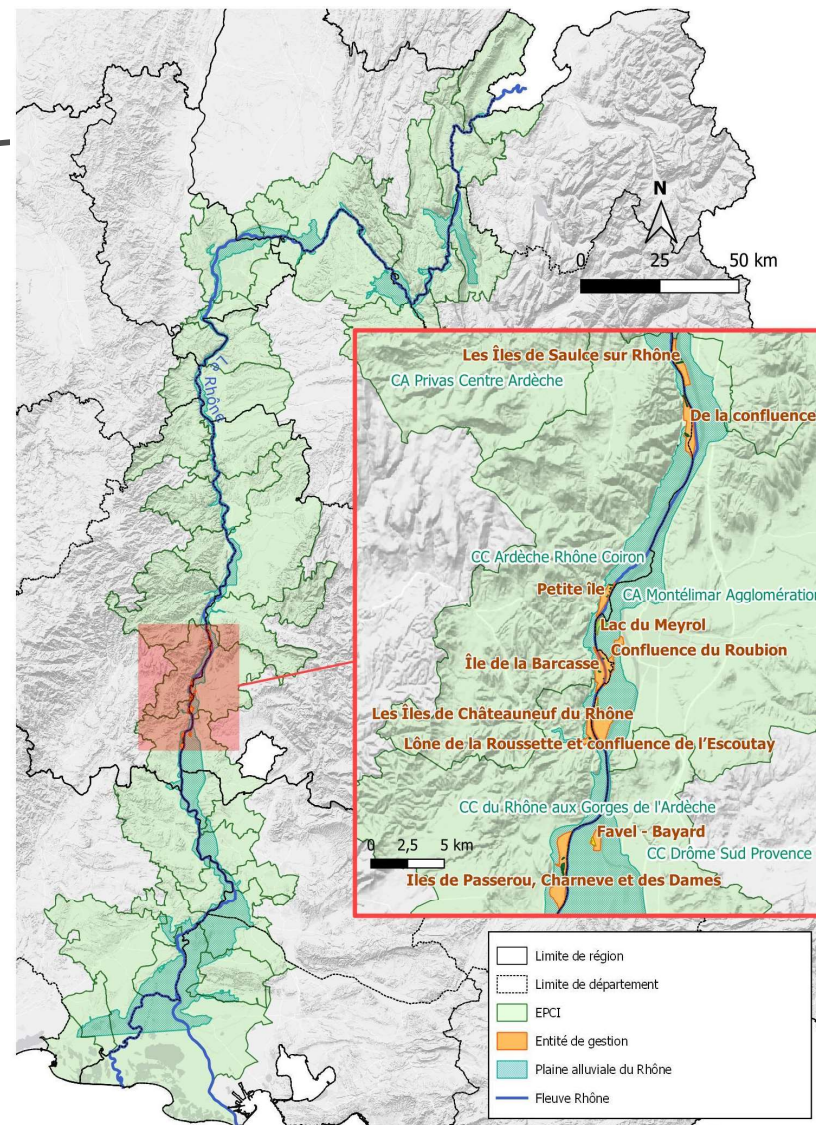 N
0 25 50 km
Le Rhône
Les Îles de Saulce sur Rhône
CA Privas Centre Ardèche
De la confluence
CC Ardèche Rhône Coiron
Petite île
CA Montélimar Agglomération
Lac du Meyrol
Confluence du Roubion
Île de la Barcasse
Les Îles de Châteauneuf du Rhône
Lône de la Roussette et confluence de l'Escoutay
CC du Rhône aux Gorges de l'Ardèche
0 2,5 5 km
Favel - Bayard
CC Drôme Sud Provence
Iles de Passerou, Charneve et des Dames
Limite de région
Limite de département
EPCI
Entité de gestion
Plaine alluviale du Rhône
Fleuve Rhône